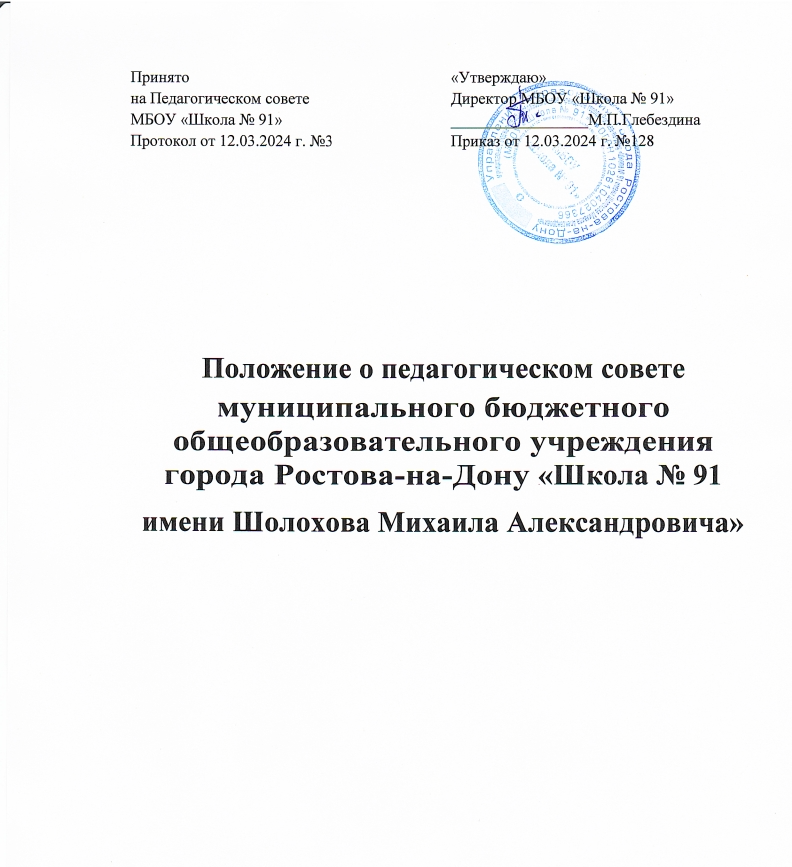 Принято
на Педагогическом совете
МБОУ «Школа № 91»
Протокол от 12.03.2024 г. №3
«Утверждаю»
Директор МБОУ «Школа № 91»
М.П.Глебездина
Приказ от 12.03.2024 г. №128
Положение о педагогическом совете
муниципального бюджетного
общеобразовательного учреждения
города Ростова-на-Дону «Школа № 91
имени Шолохова Михаила Александровича»